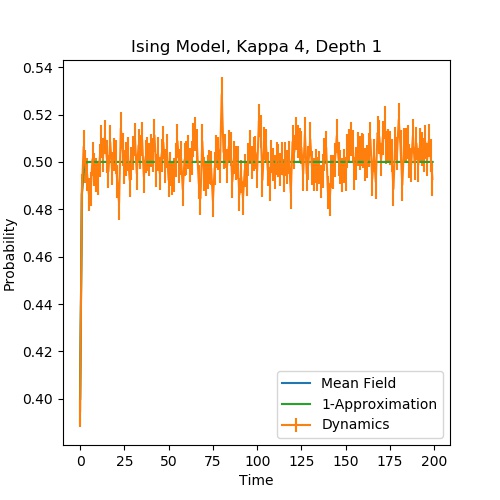 Ising Model, Kappa 4, Depth 1
0.54
0.52
0.50
0.48
0.46
0.44
0.42
0.40
Probability
Mean Field
1-Approximation
Dynamics
0 25 50 75 100 125 150 175 200
Time